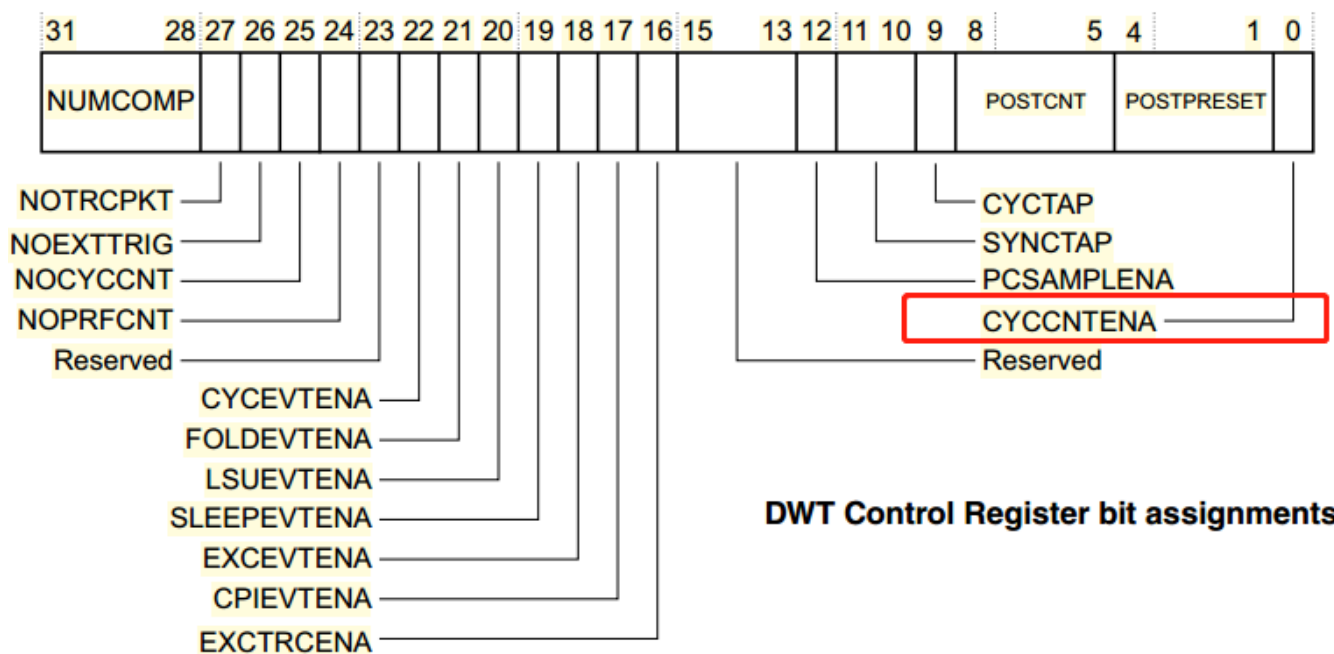 31 28 27 26 25 24 23 22 21 20 19 18 17 16 15 13 12 11 10 9 8 5 4 1 0
NUMCOMP POSTCNT POSTPRESET
NOTRCPKT CYCTAP
NOEXTTRIG SYNCTAP
NOCYCCNT PCSAMPLENA
NOPRFCNT CYCCNTENA
Reserved Reserved
CYCEVTENA
FOLDEVTENA
LSUEVTENA
SLEEPEVTENA DWT Control Register bit assignments
EXCEVTENA
CPIEVTENA
EXCTRCENA